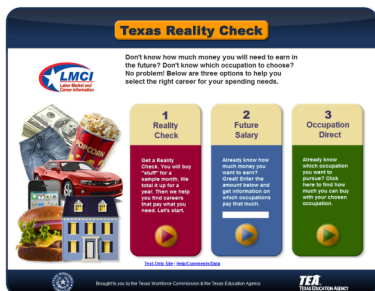 Texas Reality Check
Don't know how much money you will need to earn in
the future? Don't know which occupation to choose?
No problem! Below are three options to help you
select the right career for your spending needs.
LMCI
Labor Market and
Career Information
POPCORN
1
Reality
Check
Get a Reality
Check. You will buy
"stuff" for a
sample month. We
total it up for a
year. Then we help
you find careers
that pay what you
need. Let's start.
2
Future
Salary
Already know how
much money you
want to earn?
Great! Enter the
amount below and
get information on
which occupations
pay that much.
3
Occupation
Direct
Already know
which occupation
you want to
pursue? Click
here to find how
much you can buy
with your chosen
occupation.
Text-Only Site | Help/Comments/Data
Brought to you by the Texas Workforce Commission & the Texas Education Agency
TEA
TEXAS EDUCATION AGENCY